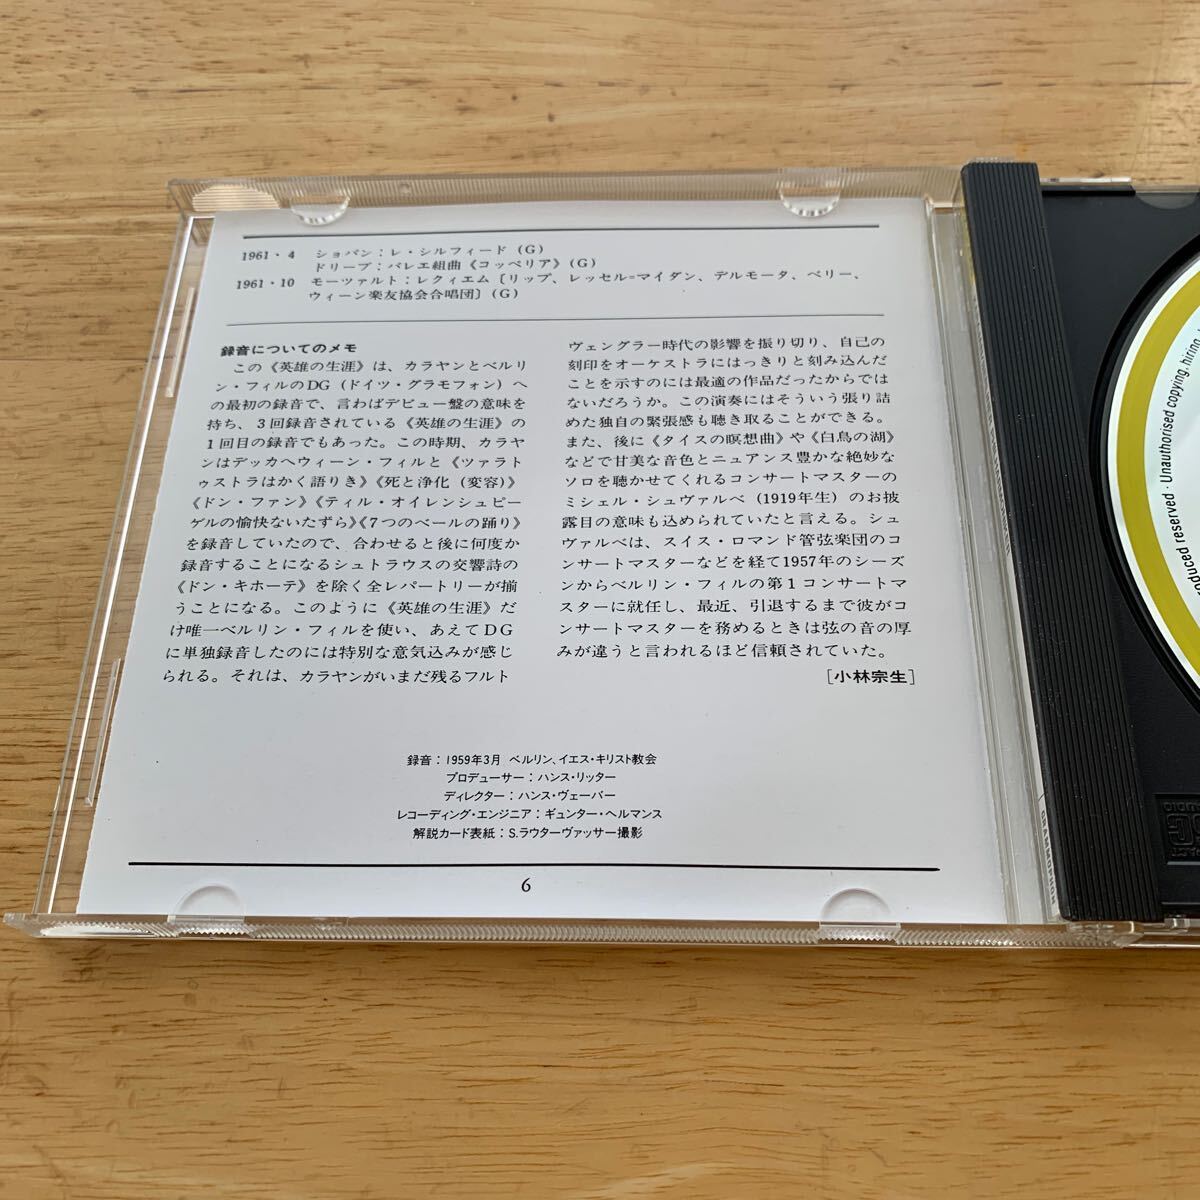 1961・4 ショパン：レ・シルフィード (G)
ドリーブ：バレエ組曲《コッペリア》(G)
1961・10 モーツァルト：レクィエム〔リップ、レッセル=マイダン、デルモータ、ベリー、
ウィーン楽友協会合唱団〕(G)
録音についてのメモ
この《英雄の生涯》は、カラヤンとベルリ
ン・フィルのDG（ドイツ・グラモフォン）へ
の最初の録音で、言わばデビュー盤の意味を
持ち、3回録音されている《英雄の生涯》の
1回目の録音でもあった。この時期、カラヤ
ンはデッカへウィーン・フィルと《ツァラト
ゥストラはかく語りき》《死と浄化（変容）》
《ドン・ファン》《ティル・オイレンシュピー
ゲルの愉快ないたずら》《7つのベールの踊り》
を録音していたので、合わせると後に何度か
録音することになるシュトラウスの交響詩の
《ドン・キホーテ》を除く全レパートリーが揃
うことになる。このように《英雄の生涯》だ
け唯一ベルリン・フィルを使い、あえてDG
に単独録音したのには特別な意気込みが感じ
られる。それは、カラヤンがいまだ残るフルト
ヴェングラー時代の影響を振り切り、自己の
刻印をオーケストラにはっきりと刻み込んだ
ことを示すのには最適の作品だったからでは
ないだろうか。この演奏にはそういう張り詰
めた独自の緊張感も聴き取ることができる。
また、後に《タイスの瞑想曲》や《白鳥の湖》
などで甘美な音色とニュアンス豊かな絶妙な
ソロを聴かせてくれるコンサートマスターの
ミシェル・シュヴァルベ（1919年生）のお披
露目の意味も込められていたと言える。シュ
ヴァルベは、スイス・ロマンド管弦楽団のコ
ンサートマスターなどを経て1957年のシーズ
ンからベルリン・フィルの第1コンサートマ
スターに就任し、最近、引退するまで彼がコ
ンサートマスターを務めるときは弦の音の厚
みが違うと言われるほど信頼されていた。
［小林宗生］
録音：1959年3月 ベルリン、イエス・キリスト教会
プロデューサー：ハンス・リッター
ディレクター：ハンス・ヴェーバー
レコーディング・エンジニア：ギュンター・ヘルマンス
解説カード表紙：S.ラウターヴァッサー撮影
6
reserved · Unauthorised copying, hiring,
GRAMMOPHON